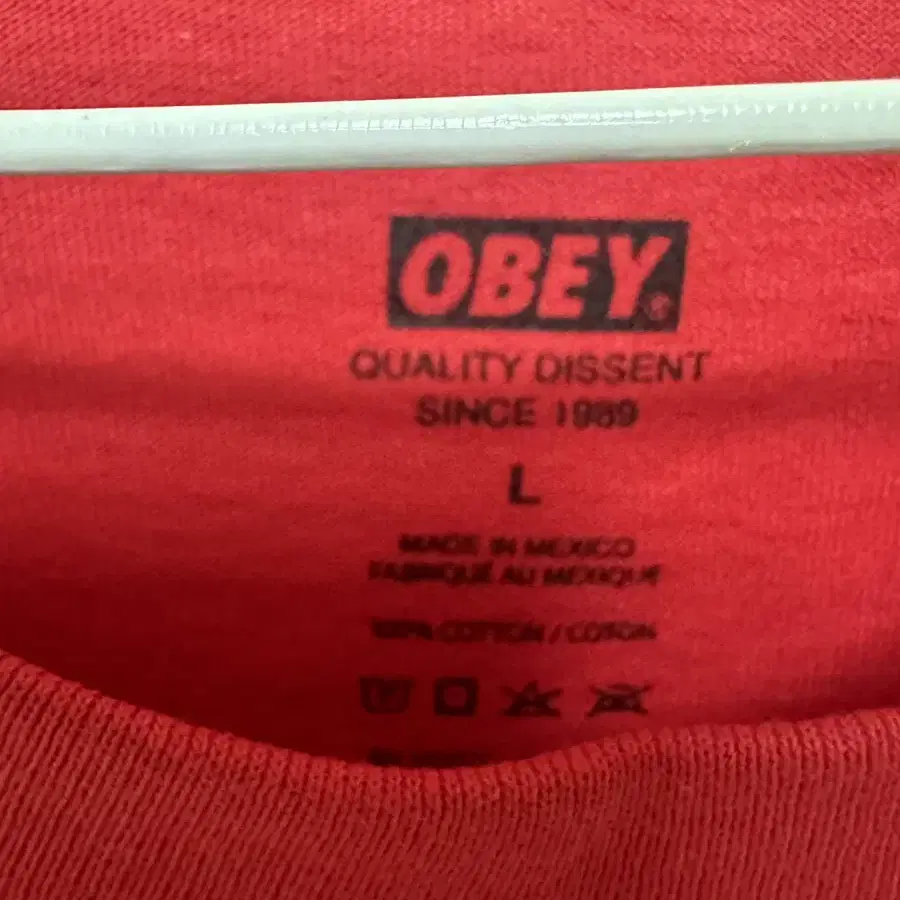 OBEY®
QUALITY DISSENT
SINCE 1989
L
MADE IN MEXICO
FABRIQUÉ AU MEXIQUE
100% COTTON / COTON